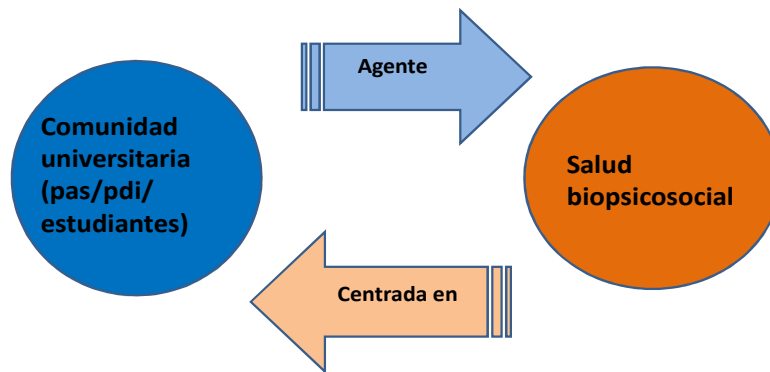 Agente
Comunidad
universitaria
(pas/pdi/
estudiantes)
Salud
biopsicosocial
Centrada en